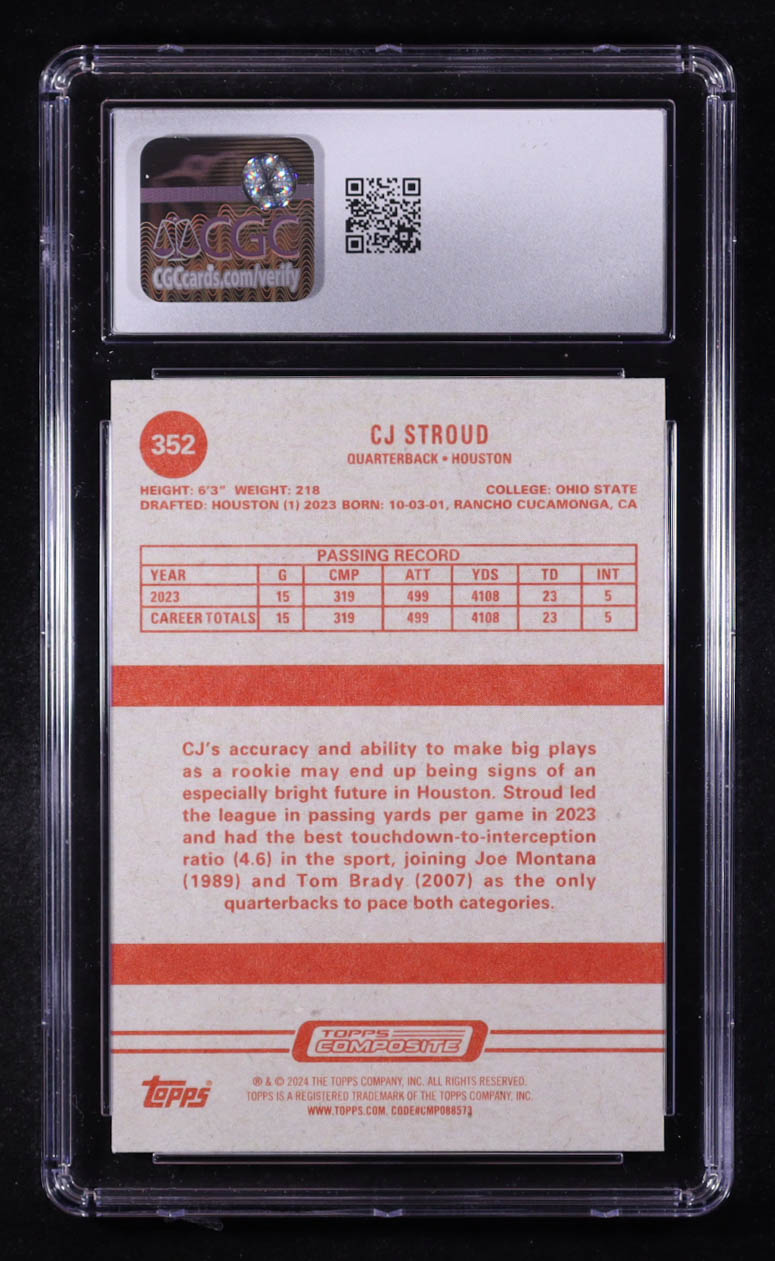 CGC
CGCcards.com/verify
352
CJ STROUD
QUARTERBACK • HOUSTON
HEIGHT: 6'3" WEIGHT: 218 COLLEGE: OHIO STATE
DRAFTED: HOUSTON (1) 2023 BORN: 10-03-01, RANCHO CUCAMONGA, CA
PASSING RECORD
YEAR G CMP ATT YDS TD INT
2023 15 319 499 4108 23 5
CAREER TOTALS 15 319 499 4108 23 5
CJ's accuracy and ability to make big plays
as a rookie may end up being signs of an
especially bright future in Houston. Stroud led
the league in passing yards per game in 2023
and had the best touchdown-to-interception
ratio (4.6) in the sport, joining Joe Montana
(1989) and Tom Brady (2007) as the only
quarterbacks to pace both categories.
TOPPS
COMPOSITE
topps®
® & © 2024 THE TOPPS COMPANY, INC. ALL RIGHTS RESERVED.
TOPPS IS A REGISTERED TRADEMARK OF THE TOPPS COMPANY, INC.
WWW.TOPPS.COM. CODE#CMP088573